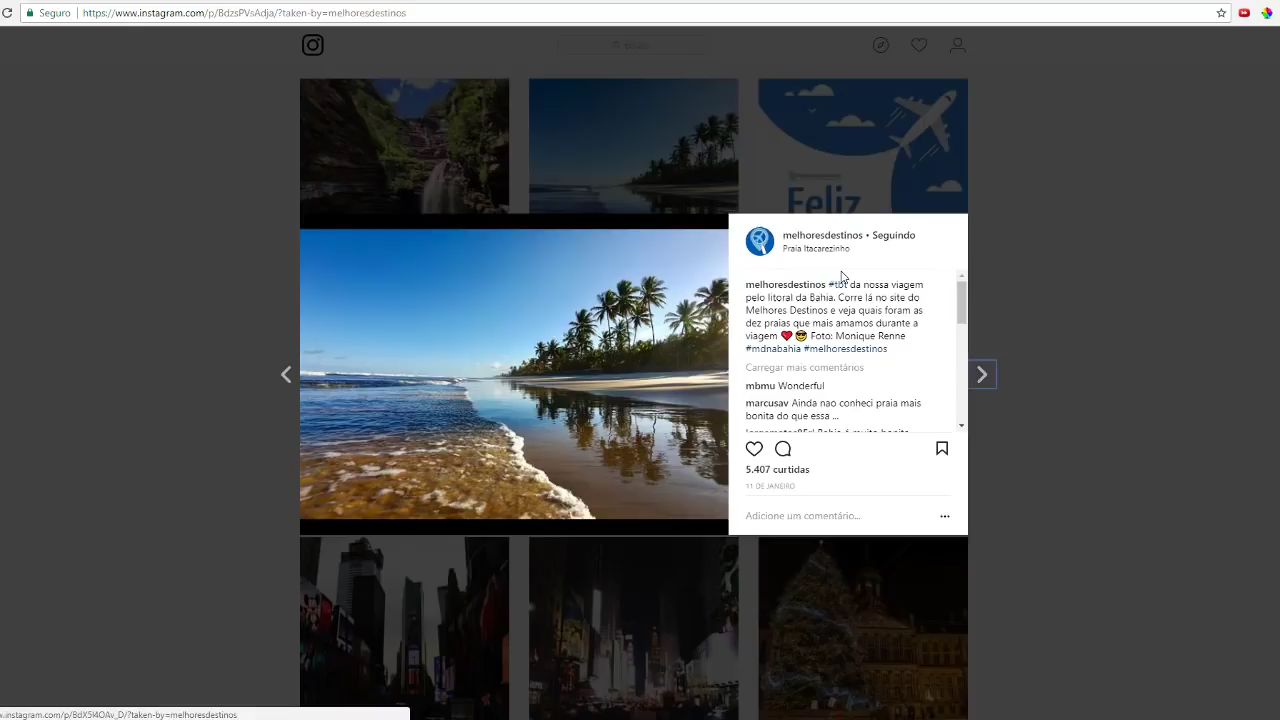 Seguro
https://www.instagram.com/p/BdzsPVsAdja/?taken-by=melhoresdestinos
Feliz
melhoresdestinos • Seguindo
Praia Itacarezinho
melhoresdestinos #tbt da nossa viagem
pelo litoral da Bahia. Corre lá no site do
Melhores Destinos e veja quais foram as
dez praias que mais amamos durante a
viagem ❤️ 😎 Foto: Monique Renne
#mdnabahia #melhoresdestinos
Carregar mais comentários
mbmu Wonderful
marcusav Ainda nao conheci praia mais
bonita do que essa ...
5.407 curtidas
11 DE JANEIRO
Adicione um comentário...
w.instagram.com/p/BdX5I4OAv_D/?taken-by=melhoresdestinos